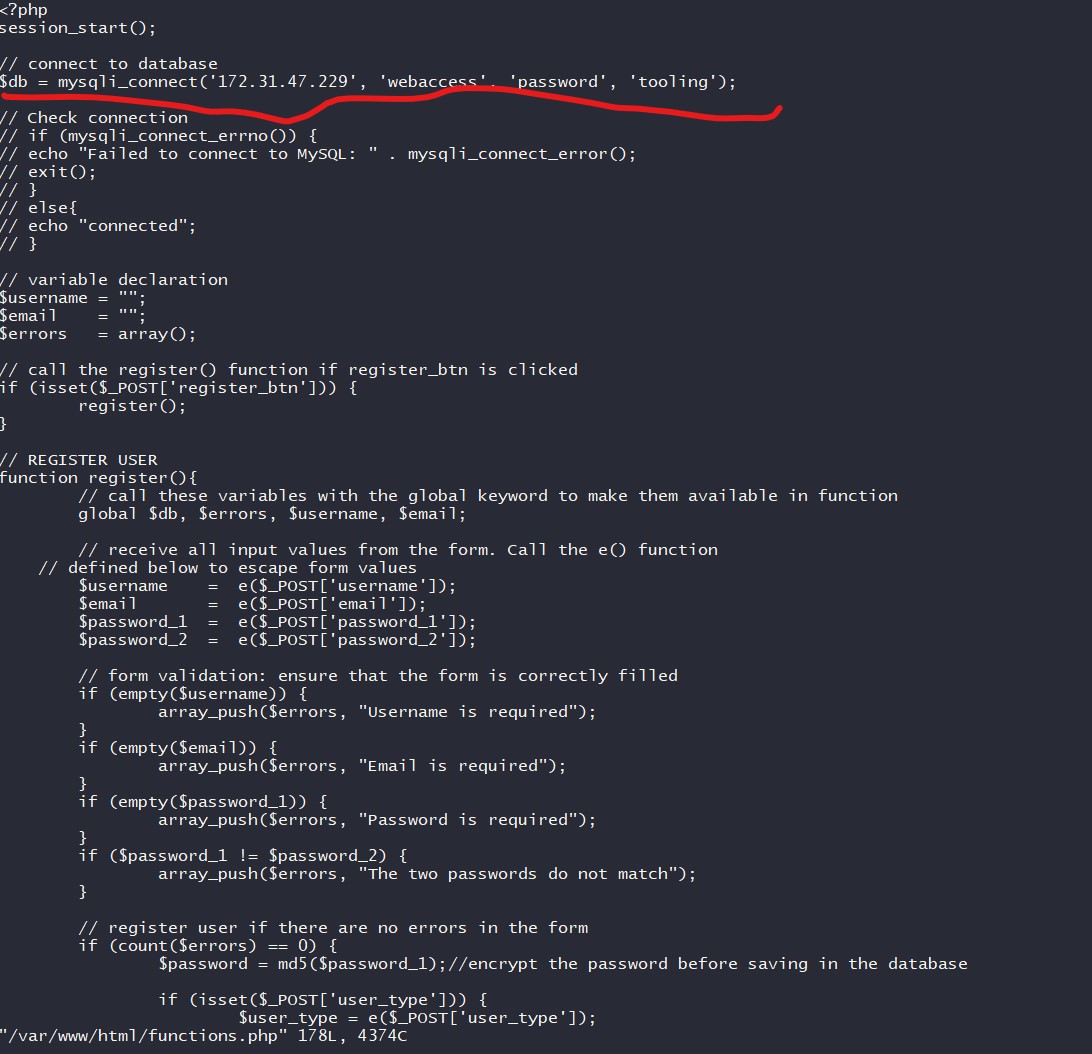 <?php
session_start();

// connect to database
$db = mysqli_connect('172.31.47.229', 'webaccess', 'password', 'tooling');

// Check connection
// if (mysqli_connect_errno()) {
// echo "Failed to connect to MySQL: " . mysqli_connect_error();
// exit();
// }
// else{
// echo "connected";
// }

// variable declaration
$username = "";
$email    = "";
$errors   = array();

// call the register() function if register_btn is clicked
if (isset($_POST['register_btn'])) {
        register();
}

// REGISTER USER
function register(){
        // call these variables with the global keyword to make them available in function
        global $db, $errors, $username, $email;

        // receive all input values from the form. Call the e() function
    // defined below to escape form values
        $username    =  e($_POST['username']);
        $email       =  e($_POST['email']);
        $password_1  =  e($_POST['password_1']);
        $password_2  =  e($_POST['password_2']);

        // form validation: ensure that the form is correctly filled
        if (empty($username)) {
                array_push($errors, "Username is required");
        }
        if (empty($email)) {
                array_push($errors, "Email is required");
        }
        if (empty($password_1)) {
                array_push($errors, "Password is required");
        }
        if ($password_1 != $password_2) {
                array_push($errors, "The two passwords do not match");
        }

        // register user if there are no errors in the form
        if (count($errors) == 0) {
                $password = md5($password_1);//encrypt the password before saving in the database

                if (isset($_POST['user_type'])) {
                        $user_type = e($_POST['user_type']);
"/var/www/html/functions.php" 178L, 4374C